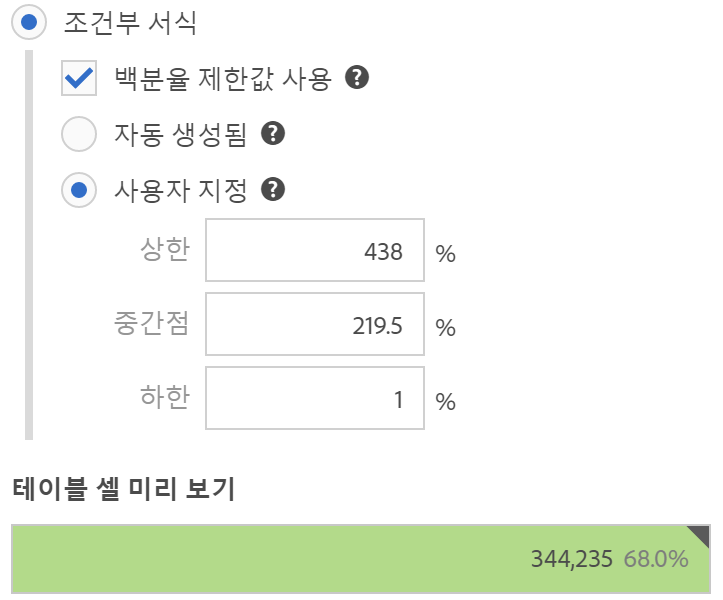 조건부 서식
백분율 제한값 사용 ?
자동 생성됨 ?
사용자 지정 ?
상한 438 %
중간점 219.5 %
하한 1 %
테이블 셀 미리 보기
344,235 68.0%